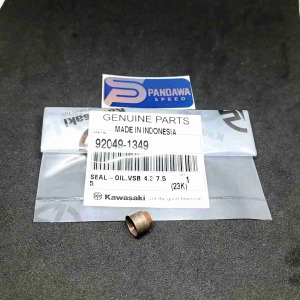 PANDAWA
SPEED
GENUINE PARTS
MADE IN INDONESIA
92049-1349
SEAL-OIL,VSB 4.3 7.5
5
1
(23K)
Kawasaki